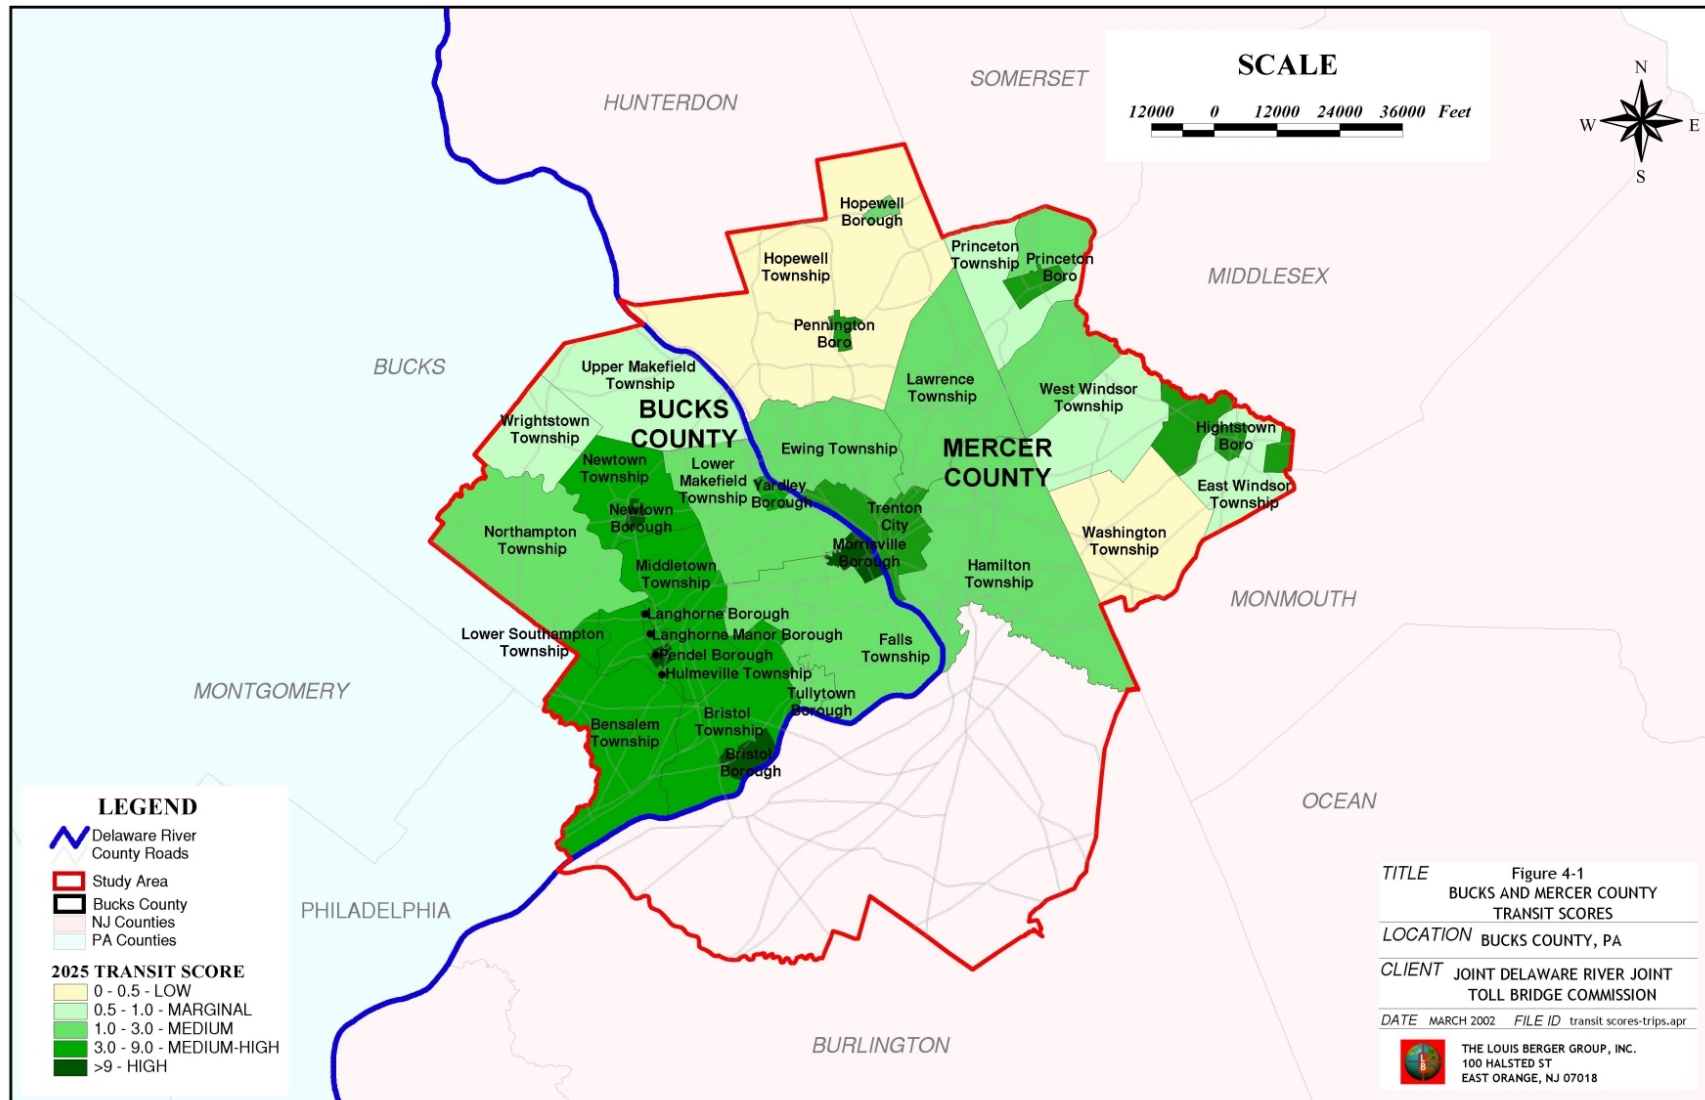 SCALE
12000 0 12000 24000 36000 Feet
N
W E
S
HUNTERDON
SOMERSET
MIDDLESEX
BUCKS
MONMOUTH
MONTGOMERY
OCEAN
PHILADELPHIA
BURLINGTON
Hopewell
Borough
Hopewell
Township
Princeton
Township
Princeton
Boro
Pennington
Boro
Upper Makefield
Township
BUCKS
COUNTY
Lawrence
Township
West Windsor
Township
Wrightstown
Township
Hightstown
Boro
Ewing Township
MERCER
COUNTY
Newtown
Township
Lower
Makefield
Township
Yardley
Borough
East Windsor
Township
Newtown
Borough
Trenton
City
Northampton
Township
Morrisville
Borough
Washington
Township
Middletown
Township
Hamilton
Township
Langhorne Borough
Lower Southampton
Township
Langhorne Manor Borough
Falls
Township
Pendel Borough
Hulmeville Township
Tullytown
Borough
Bensalem
Township
Bristol
Township
Bristol
Borough
LEGEND
Delaware River
County Roads
Study Area
Bucks County
NJ Counties
PA Counties
2025 TRANSIT SCORE
0 - 0.5 - LOW
0.5 - 1.0 - MARGINAL
1.0 - 3.0 - MEDIUM
3.0 - 9.0 - MEDIUM-HIGH
>9 - HIGH
TITLE Figure 4-1
BUCKS AND MERCER COUNTY
TRANSIT SCORES
LOCATION BUCKS COUNTY, PA
CLIENT JOINT DELAWARE RIVER JOINT
TOLL BRIDGE COMMISSION
DATE MARCH 2002 FILE ID transit scores-trips.apr
L
B
THE LOUIS BERGER GROUP, INC.
100 HALSTED ST
EAST ORANGE, NJ 07018